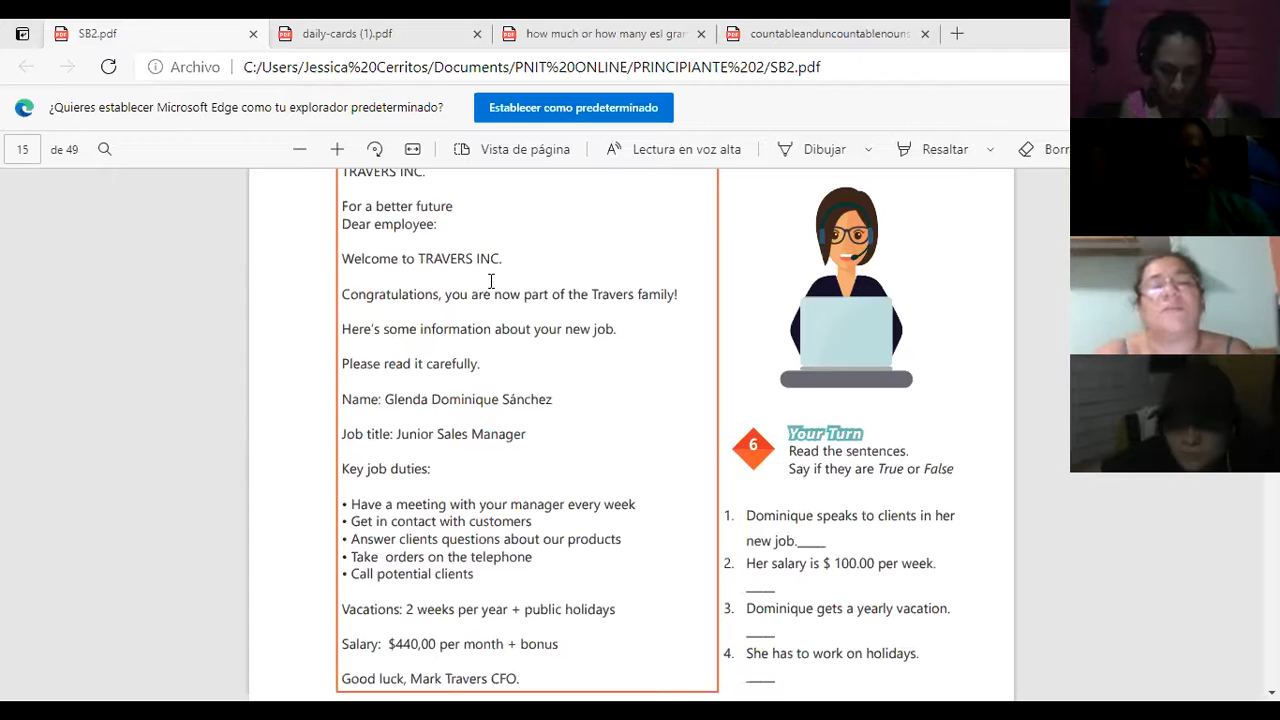 SB2.pdf
daily-cards (1).pdf
how much or how many esl gran
countableanduncountablenouns
Archivo
C:/Users/Jessica%20Cerritos/Documents/PNIT%20ONLINE/PRINCIPIANTE%202/SB2.pdf
¿Quieres establecer Microsoft Edge como tu explorador predeterminado?
Establecer como predeterminado
15
de 49
Vista de página
Lectura en voz alta
Dibujar
Resaltar
Borr
TRAVERS INC.
For a better future
Dear employee:
Welcome to TRAVERS INC.
Congratulations, you are now part of the Travers family!
Here's some information about your new job.
Please read it carefully.
Name: Glenda Dominique Sánchez
Job title: Junior Sales Manager
Key job duties:
• Have a meeting with your manager every week
• Get in contact with customers
• Answer clients questions about our products
• Take orders on the telephone
• Call potential clients
Vacations: 2 weeks per year + public holidays
Salary: $440,00 per month + bonus
Good luck, Mark Travers CFO.
6
Your Turn
Read the sentences.
Say if they are True or False
1. Dominique speaks to clients in her
new job.____
2. Her salary is $ 100.00 per week.
____
3. Dominique gets a yearly vacation.
____
4. She has to work on holidays.
____